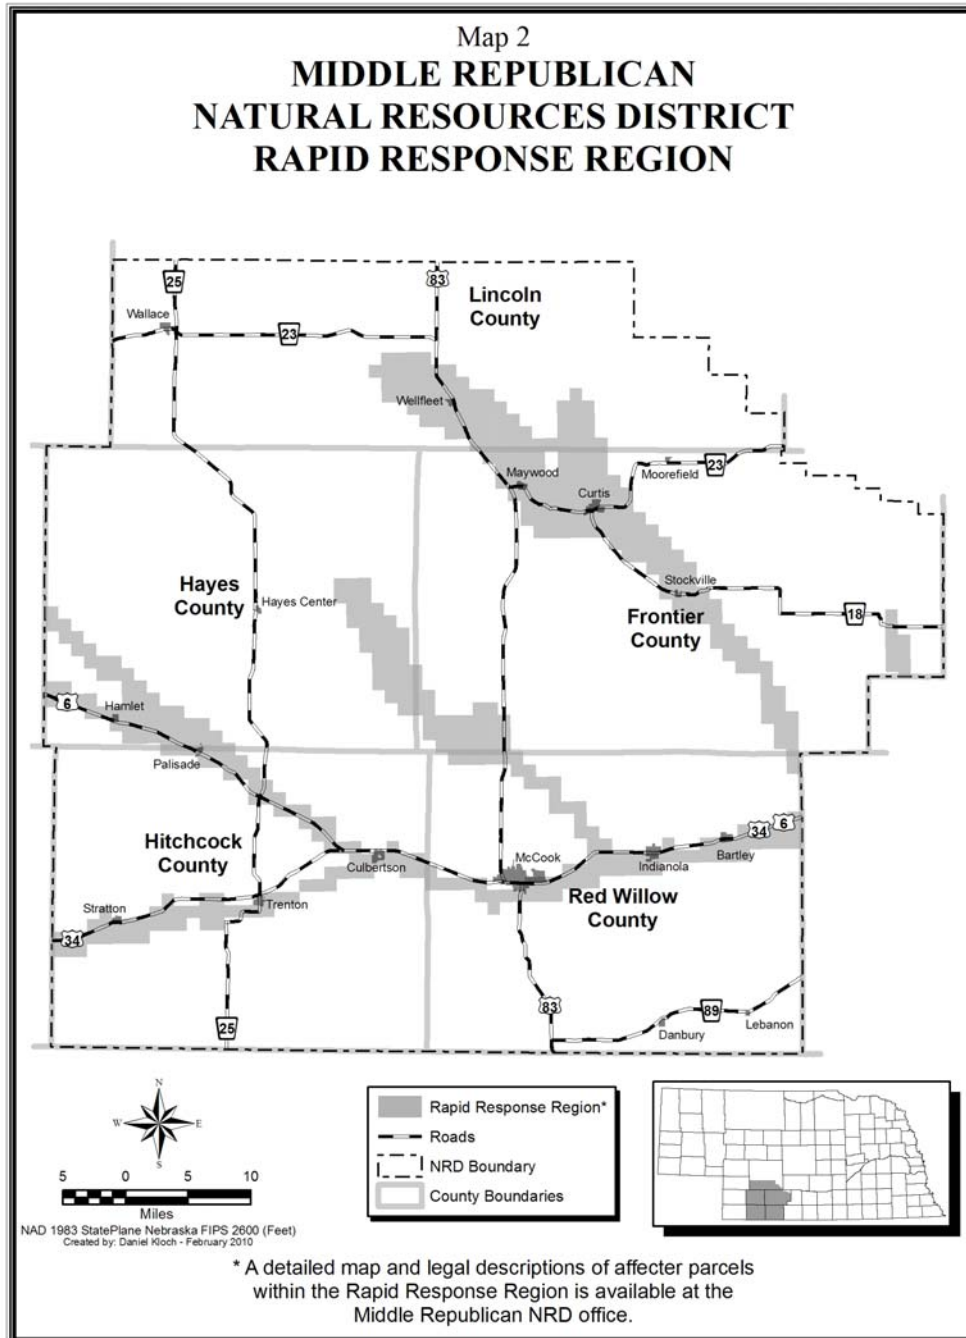 Map 2
MIDDLE REPUBLICAN
NATURAL RESOURCES DISTRICT
RAPID RESPONSE REGION
25
83
Lincoln
County
Wallace
23
Wellfleet
Maywood
Curtis
Moorefield
23
Hayes
County
Hayes Center
Stockville
Frontier
County
18
6
Hamlet
Palisade
Hitchcock
County
Culbertson
McCook
Indianola
Bartley
34
6
Red Willow
County
Stratton
Trenton
34
25
83
89
Danbury
Lebanon
N
W
E
S
5
0
5
10
Miles
NAD 1983 StatePlane Nebraska FIPS 2600 (Feet)
Created by: Daniel Kloch - February 2010
Rapid Response Region*
Roads
NRD Boundary
County Boundaries
* A detailed map and legal descriptions of affecter parcels
within the Rapid Response Region is available at the
Middle Republican NRD office.